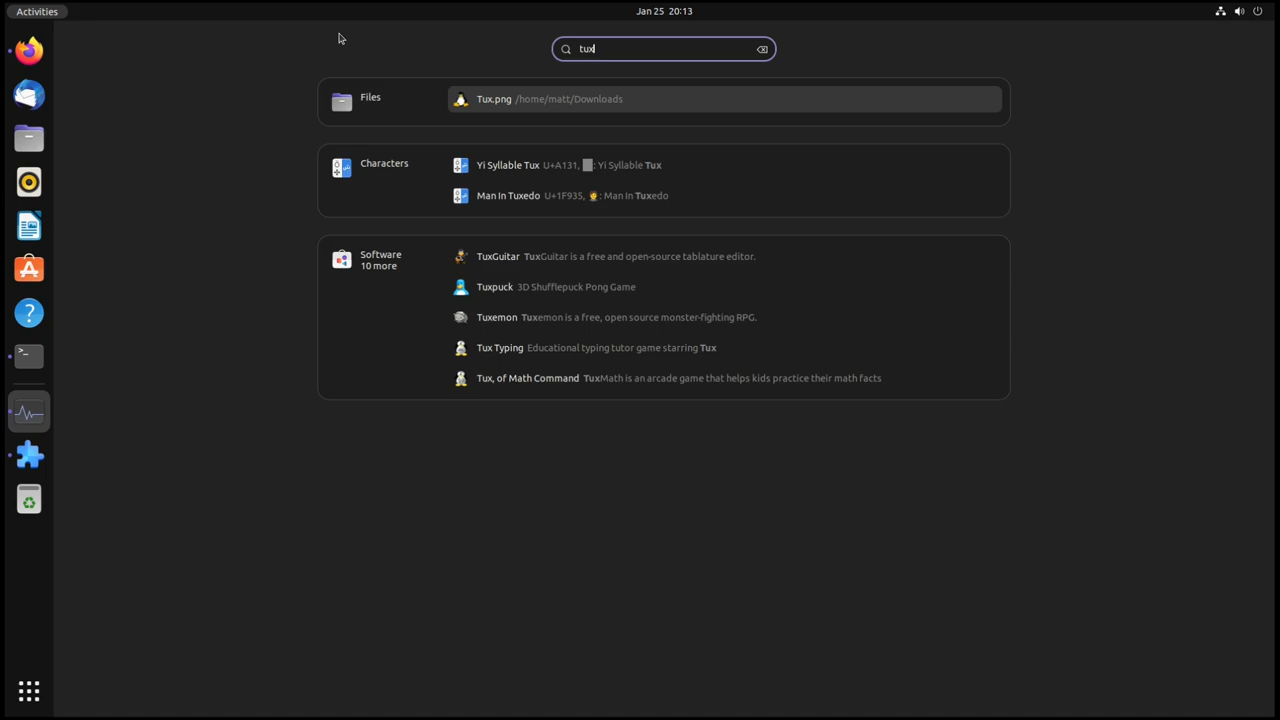 Activities
Jan 25 20:13
tux
Files
Tux.png /home/matt/Downloads
Characters
Yi Syllable Tux U+A131, : Yi Syllable Tux
Man In Tuxedo U+1F935, 🤵: Man In Tuxedo
Software
10 more
TuxGuitar TuxGuitar is a free and open-source tablature editor.
Tuxpuck 3D Shufflepuck Pong Game
Tuxemon Tuxemon is a free, open source monster-fighting RPG.
Tux Typing Educational typing tutor game starring Tux
Tux, of Math Command TuxMath is an arcade game that helps kids practice their math facts